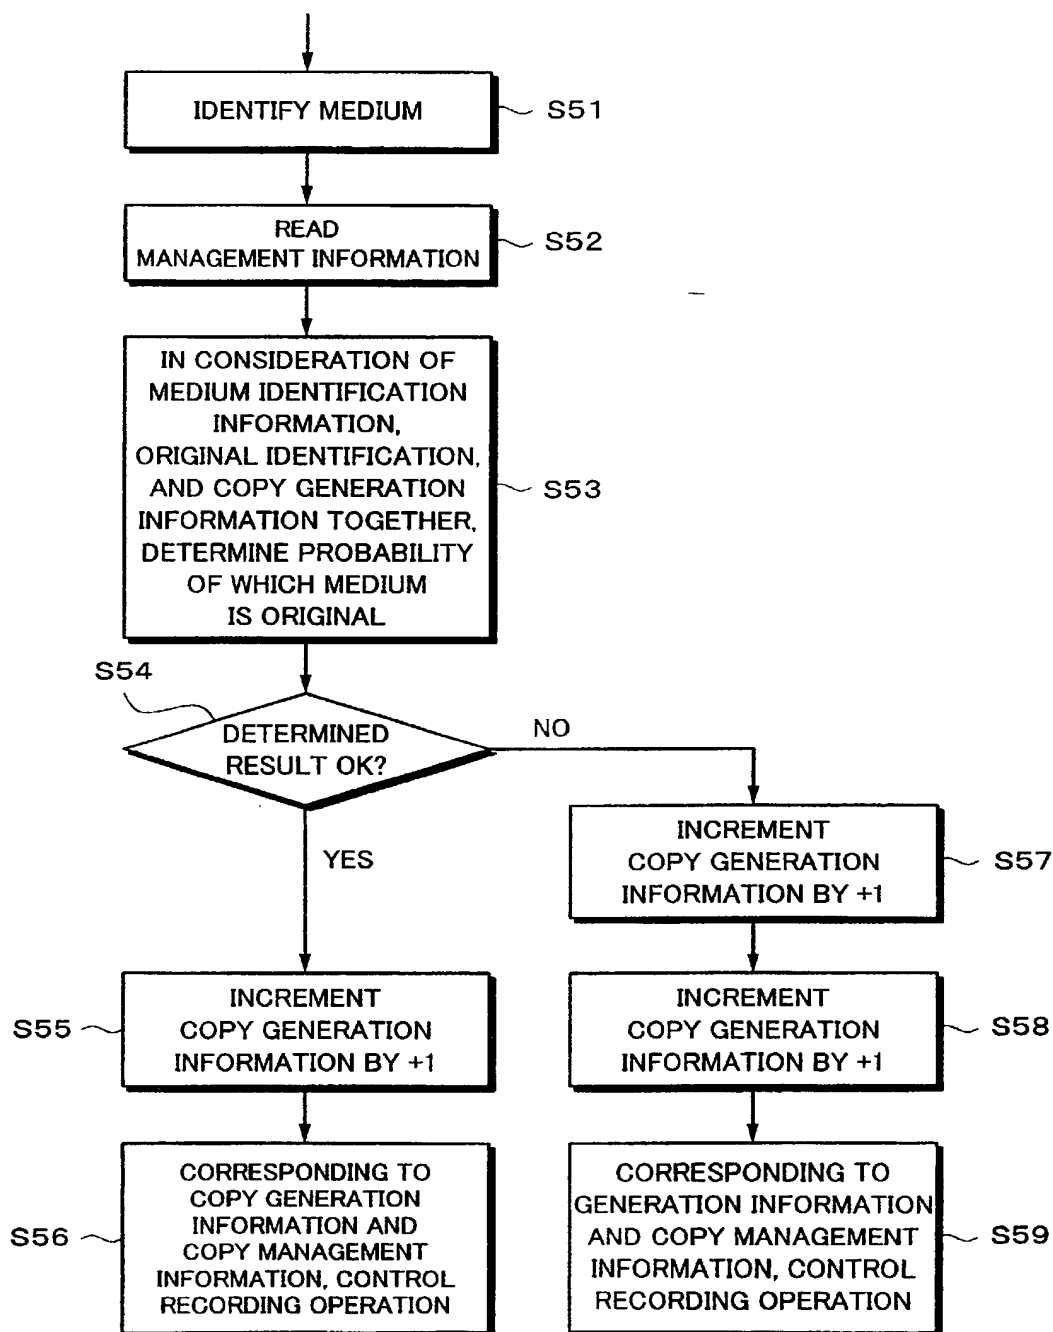 IDENTIFY MEDIUM
S51
READ
MANAGEMENT INFORMATION
S52
IN CONSIDERATION OF
MEDIUM IDENTIFICATION
INFORMATION,
ORIGINAL IDENTIFICATION,
AND COPY GENERATION
INFORMATION TOGETHER,
DETERMINE PROBABILITY
OF WHICH MEDIUM
IS ORIGINAL
S53
S54
DETERMINED
RESULT OK?
NO
YES
INCREMENT
COPY GENERATION
INFORMATION BY +1
S57
INCREMENT
COPY GENERATION
INFORMATION BY +1
S55
INCREMENT
COPY GENERATION
INFORMATION BY +1
S58
CORRESPONDING TO
COPY GENERATION
INFORMATION AND
COPY MANAGEMENT
INFORMATION, CONTROL
RECORDING OPERATION
S56
CORRESPONDING TO
GENERATION INFORMATION
AND COPY MANAGEMENT
INFORMATION, CONTROL
RECORDING OPERATION
S59